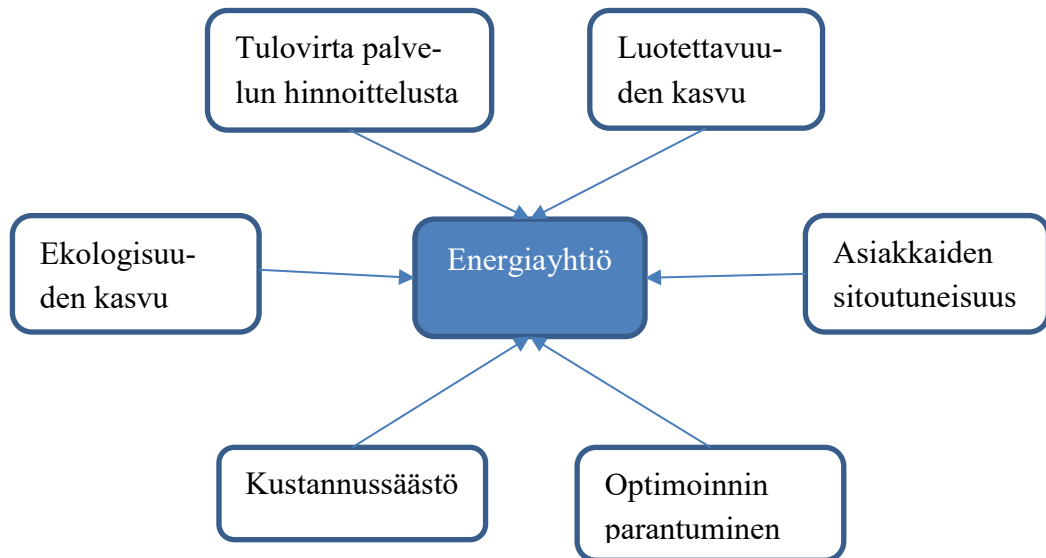 Tulovirta palve-
lun hinnoittelusta
Luotettavuu-
den kasvu
Ekologisuu-
den kasvu
Energiayhtiö
Asiakkaiden
sitoutuneisuus
Kustannussäästö
Optimoinnin
parantuminen